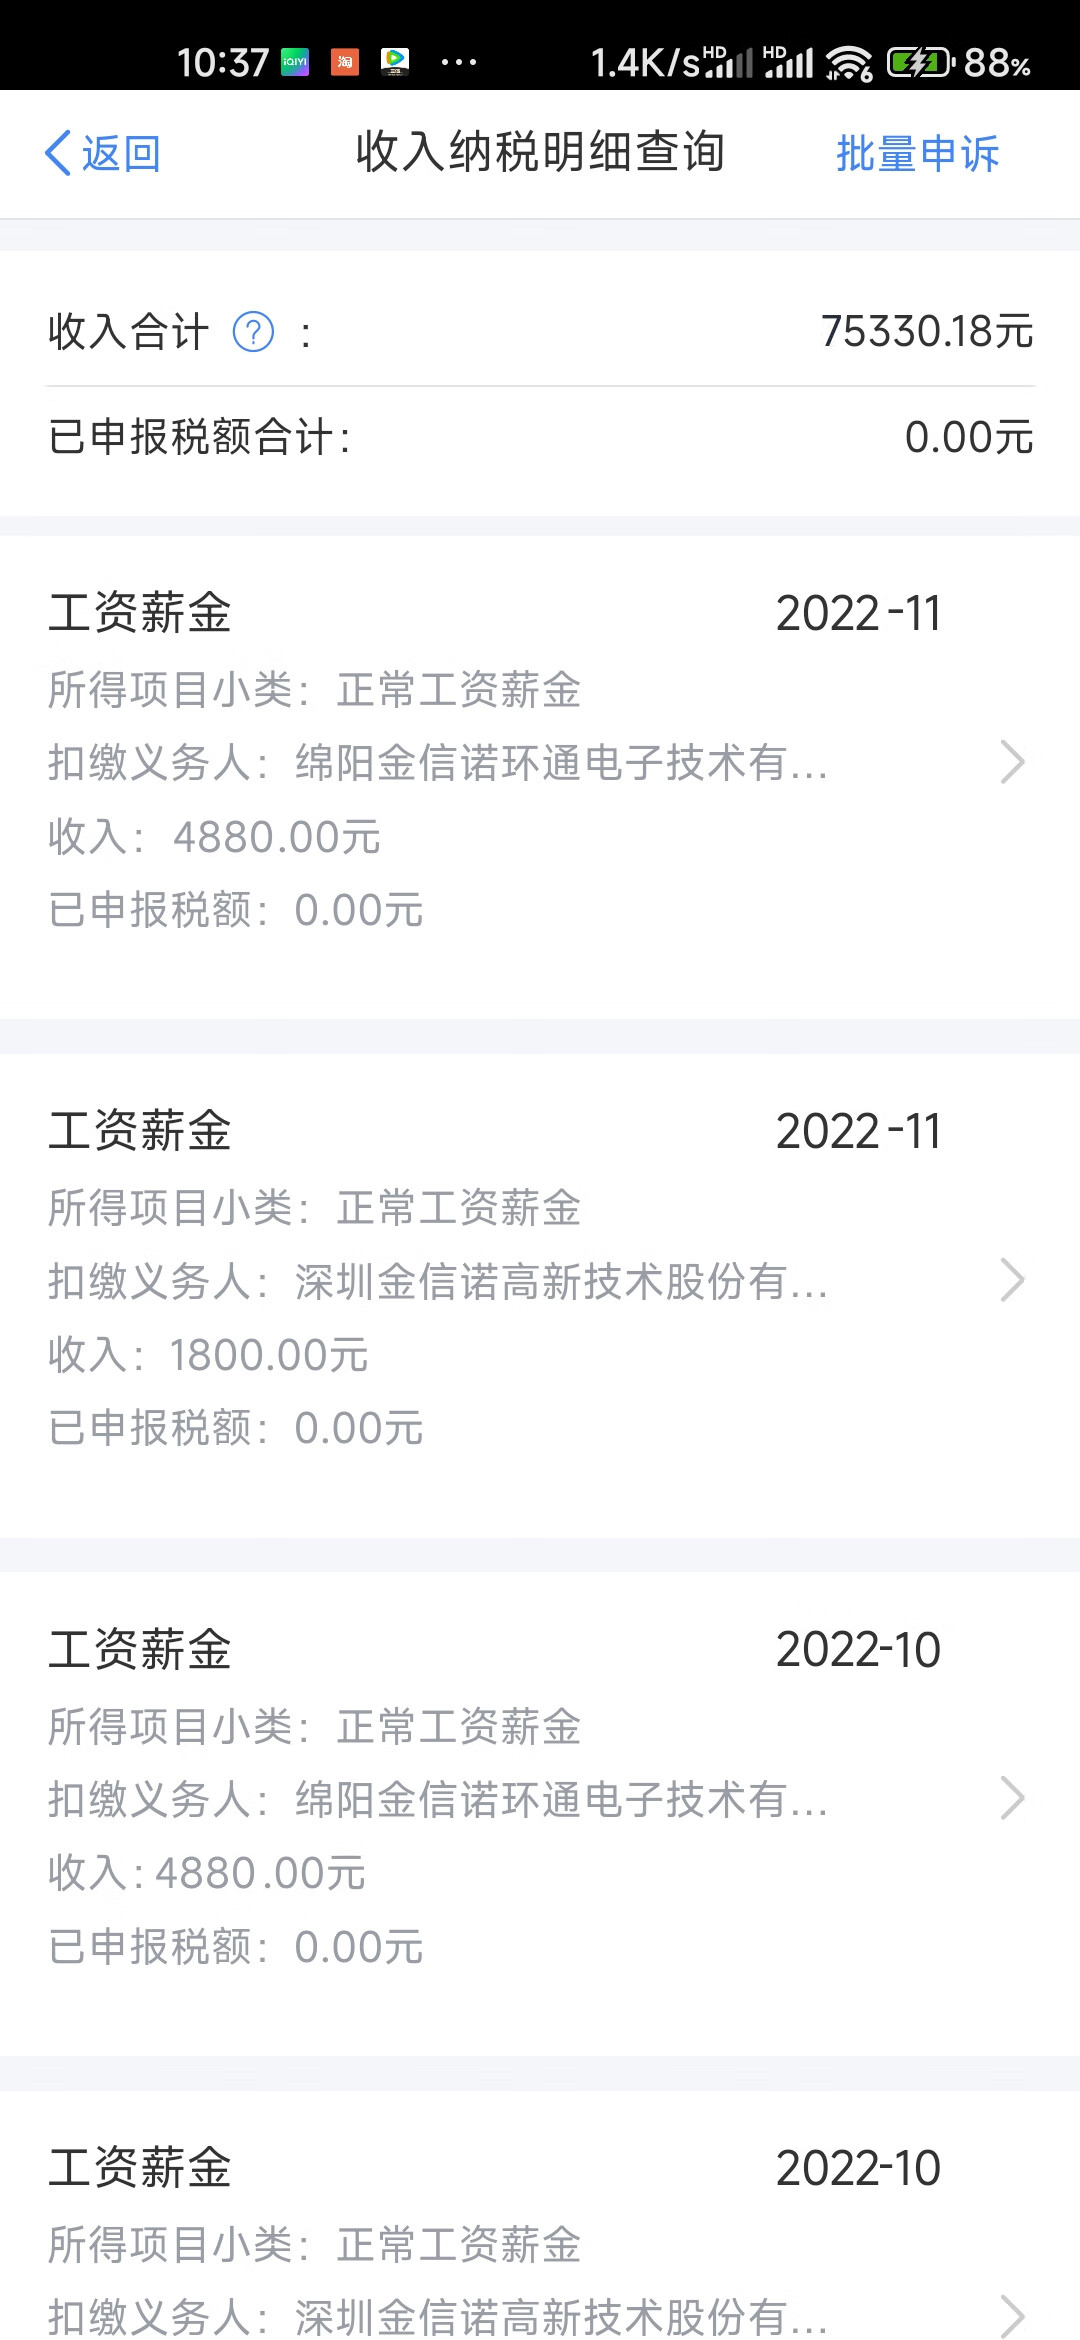 10:37 iQIYI 淘 ... 1.4K/s HD HD 6 88%
返回 收入纳税明细查询 批量申诉
收入合计 ? : 75330.18元
已申报税额合计: 0.00元
工资薪金 2022-11
所得项目小类: 正常工资薪金
扣缴义务人: 绵阳金信诺环通电子技术有...
收入: 4880.00元
已申报税额: 0.00元
工资薪金 2022-11
所得项目小类: 正常工资薪金
扣缴义务人: 深圳金信诺高新技术股份有...
收入: 1800.00元
已申报税额: 0.00元
工资薪金 2022-10
所得项目小类: 正常工资薪金
扣缴义务人: 绵阳金信诺环通电子技术有...
收入: 4880.00元
已申报税额: 0.00元
工资薪金 2022-10
所得项目小类: 正常工资薪金
扣缴义务人: 深圳金信诺高新技术股份有...